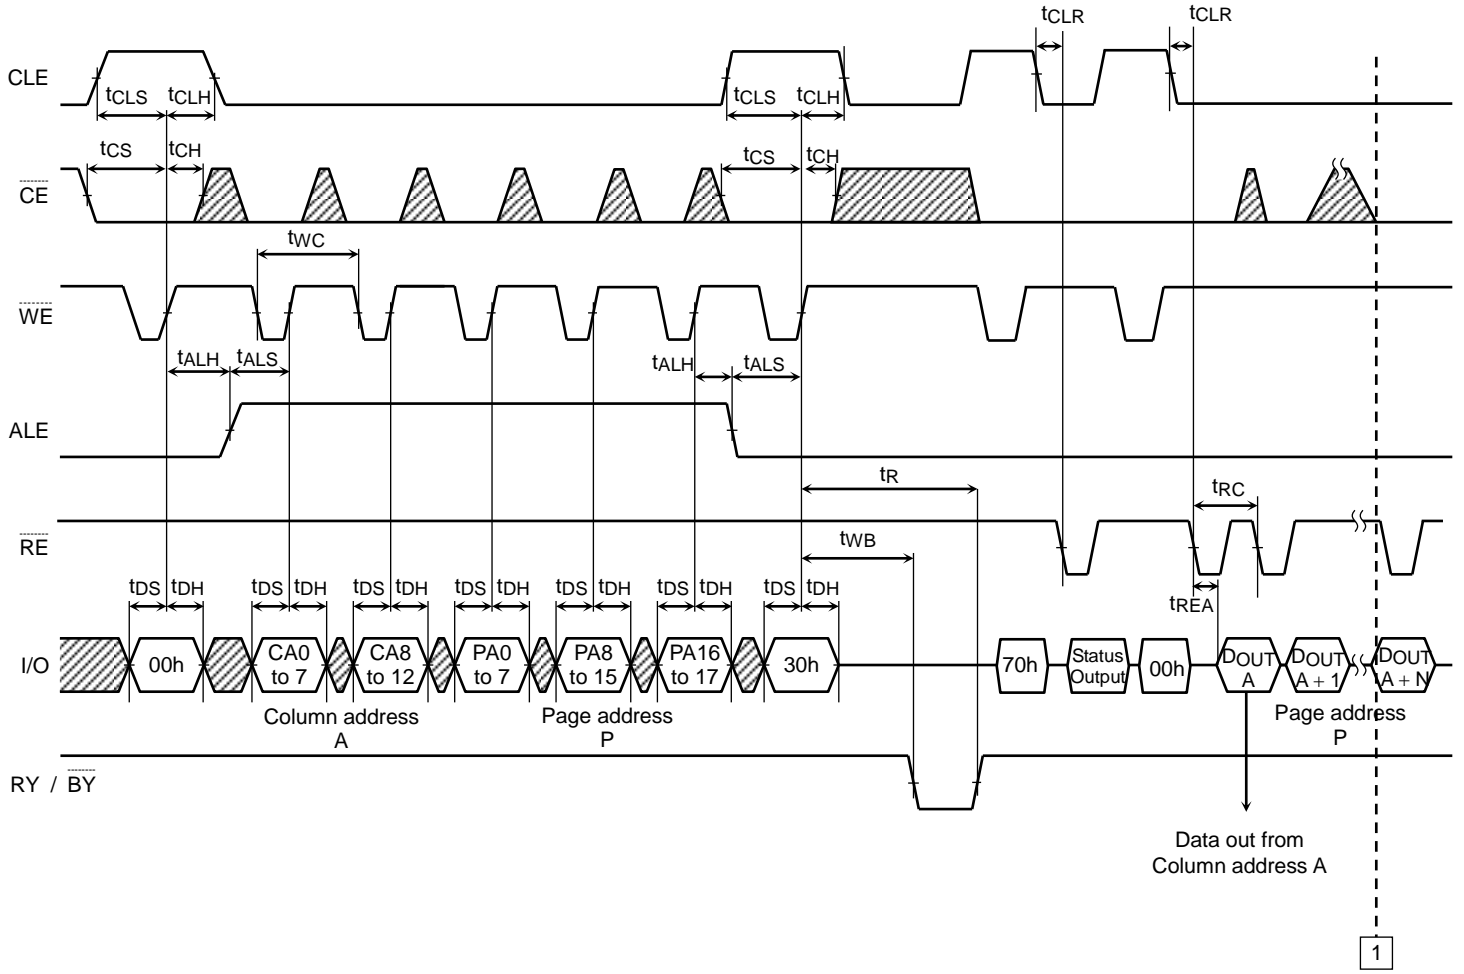 tCLR tCLR
CLE
tCLS tCLH tCLS tCLH
tCS tCH tCS tCH
CE
tWC
WE
tALH tALS tALH tALS
ALE
tR
tRC
RE
tWB
tDS tDH tDS tDH tDS tDH tDS tDH tDS tDH tDS tDH tDS tDH
tREA
I/O
00h
CA0
to 7
CA8
to 12
PA0
to 7
PA8
to 15
PA16
to 17
30h
70h
Status
Output
00h
DOUT
A
DOUT
A + 1
DOUT
A + N
Column address
A
Page address
P
Page address
P
RY / BY
Data out from
Column address A
1